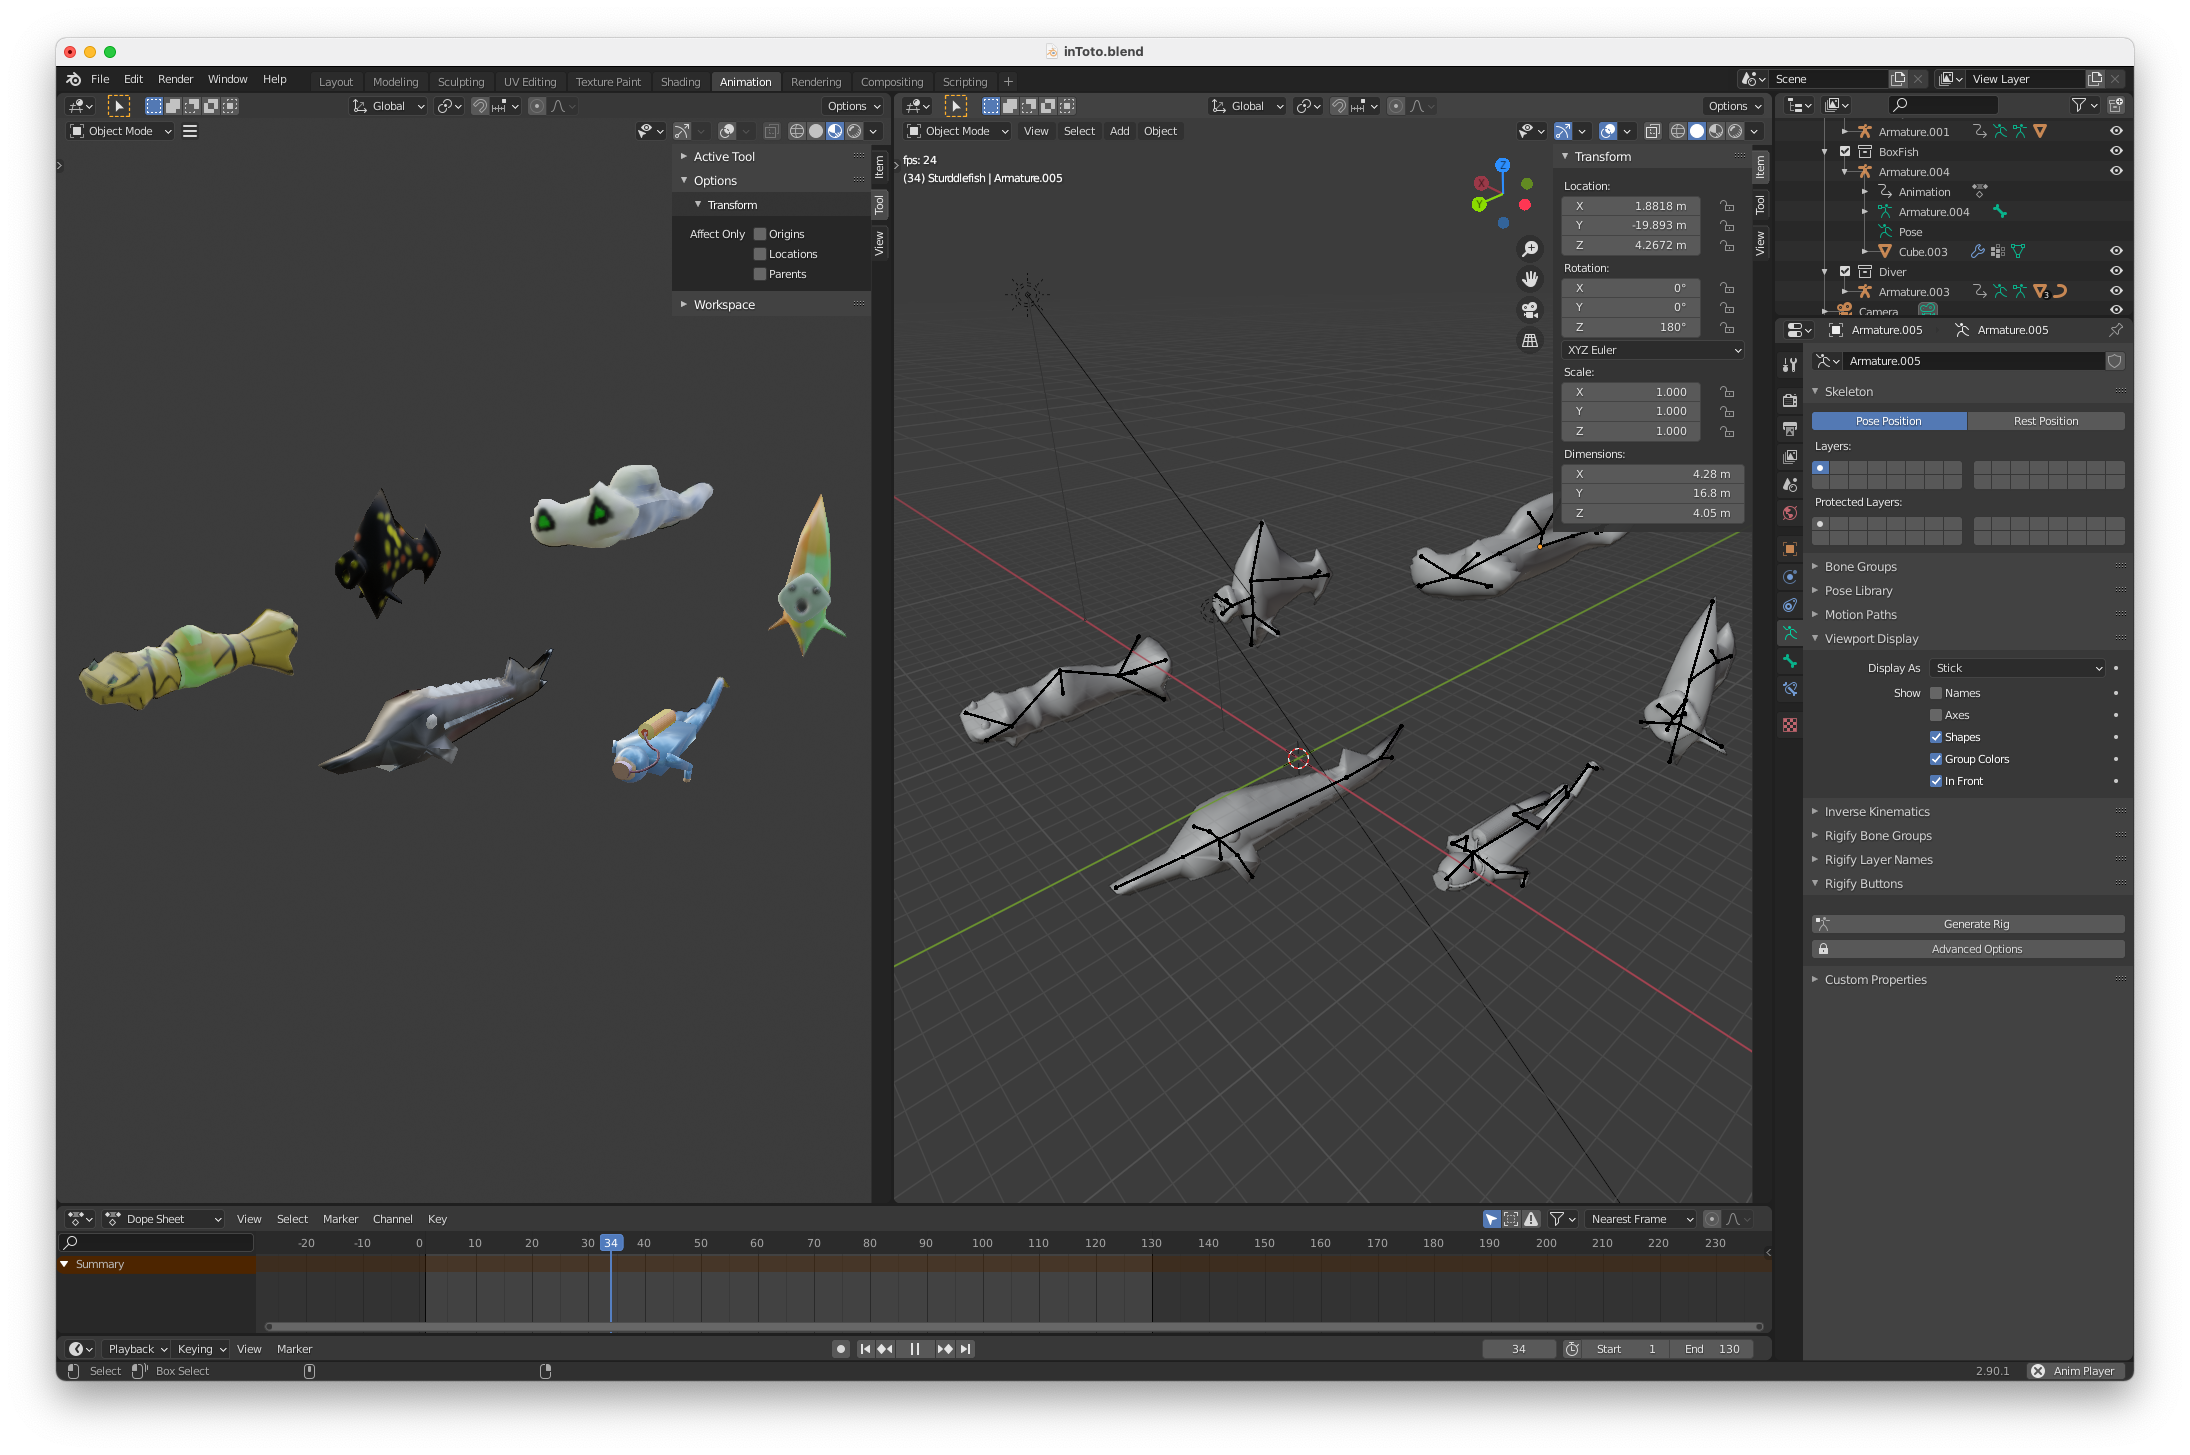 inToto.blend
File Edit Render Window Help Layout Modeling Sculpting UV Editing Texture Paint Shading Animation Rendering Compositing Scripting + Scene View Layer
Global Options
Object Mode
Active Tool
Options
Transform
Affect Only Origins
Locations
Parents
Workspace
Item
Tool
View
Global Options
Object Mode View Select Add Object
fps: 24
(34) Sturddlefish | Armature.005
Z
X
Y
Transform
Location:
X 1.8818 m
Y -19.893 m
Z 4.2672 m
Rotation:
X 0°
Y 0°
Z 180°
XYZ Euler
Scale:
X 1.000
Y 1.000
Z 1.000
Dimensions:
X 4.28 m
Y 16.8 m
Z 4.05 m
Item
Tool
View
Armature.001
BoxFish
Armature.004
Animation
Armature.004
Pose
Cube.003
Diver
Armature.003 3
Camera
Armature.005 Armature.005
Armature.005
Skeleton
Pose Position Rest Position
Layers:
Protected Layers:
Bone Groups
Pose Library
Motion Paths
Viewport Display
Display As Stick
Show Names
Axes
Shapes
Group Colors
In Front
Inverse Kinematics
Rigify Bone Groups
Rigify Layer Names
Rigify Buttons
Generate Rig
Advanced Options
Custom Properties
Dope Sheet View Select Marker Channel Key Nearest Frame
-20 -10 0 10 20 30 34 40 50 60 70 80 90 100 110 120 130 140 150 160 170 180 190 200 210 220 230
Summary
Playback Keying View Marker 34 Start 1 End 130
Select Box Select 2.90.1 Anim Player